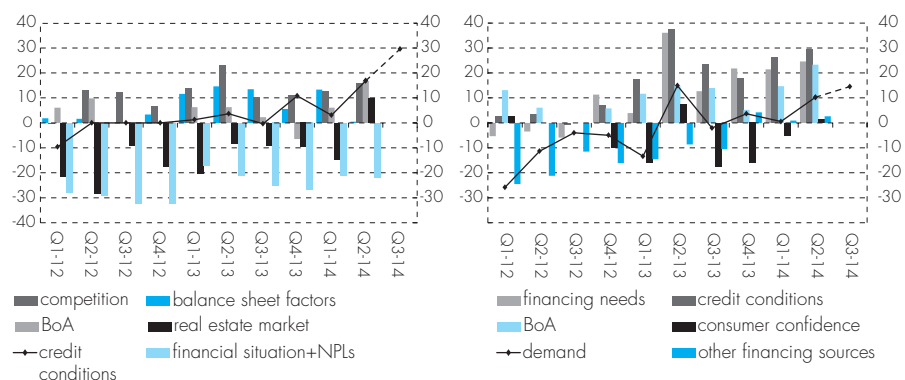 40 40 40 40
30 30 30 30
20 20 20 20
10 10 10 10
0 0 0 0
-10 -10 -10 -10
-20 -20 -20 -20
-30 -30 -30 -30
-40 -40
Q1-12 Q2-12 Q3-12 Q4-12 Q1-13 Q2-13 Q3-13 Q4-13 Q1-14 Q2-14 Q3-14
Q1-12 Q2-12 Q3-12 Q4-12 Q1-13 Q2-13 Q3-13 Q4-13 Q1-14 Q2-14 Q3-14
competition balance sheet factors
BoA real estate market
credit conditions financial situation+NPLs
financing needs credit conditions
BoA consumer confidence
demand other financing sources